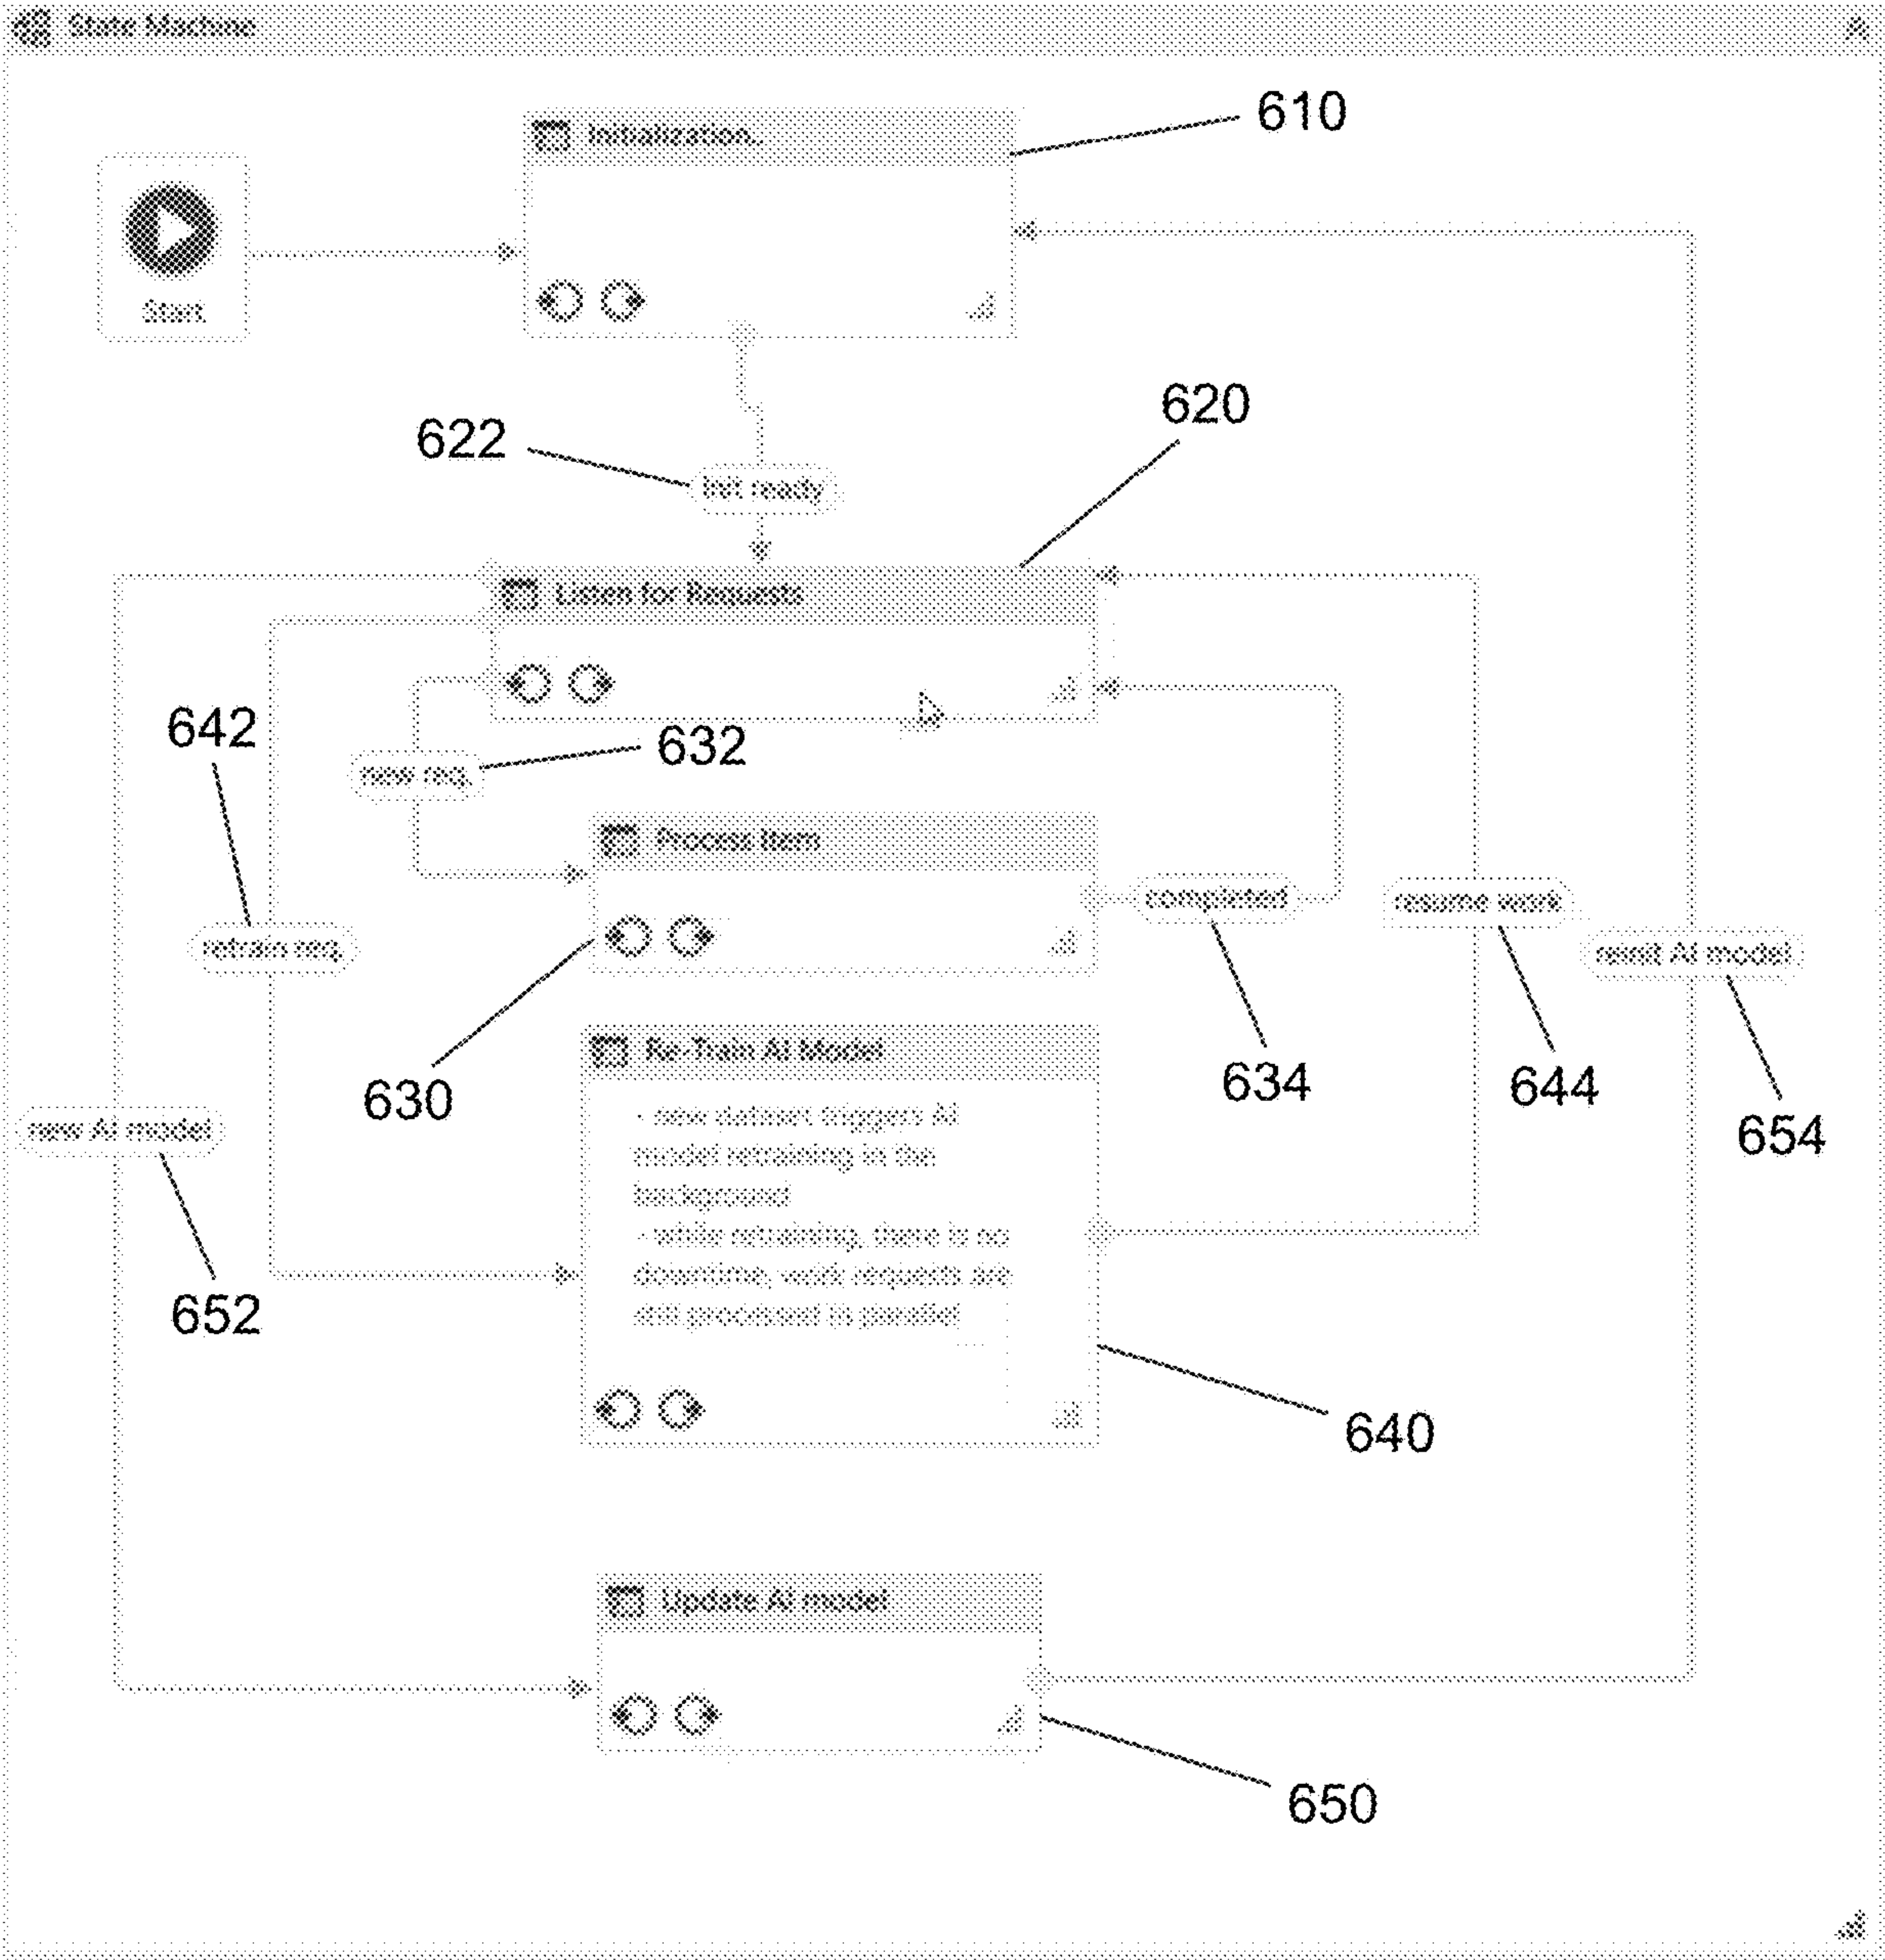 State Machine
610
Initialization..
Start
620
622
Init ready
Listen for Requests
642
632
new req.
Process Item
completed
resume work
retrain req.
reinit AI model
630
634
644
654
Re-Train AI Model
new AI model
- new dataset triggers AI
model retraining in the
background
- while retraining, there is no
downtime, work requests are
still processed in parallel
652
640
Update AI model
650